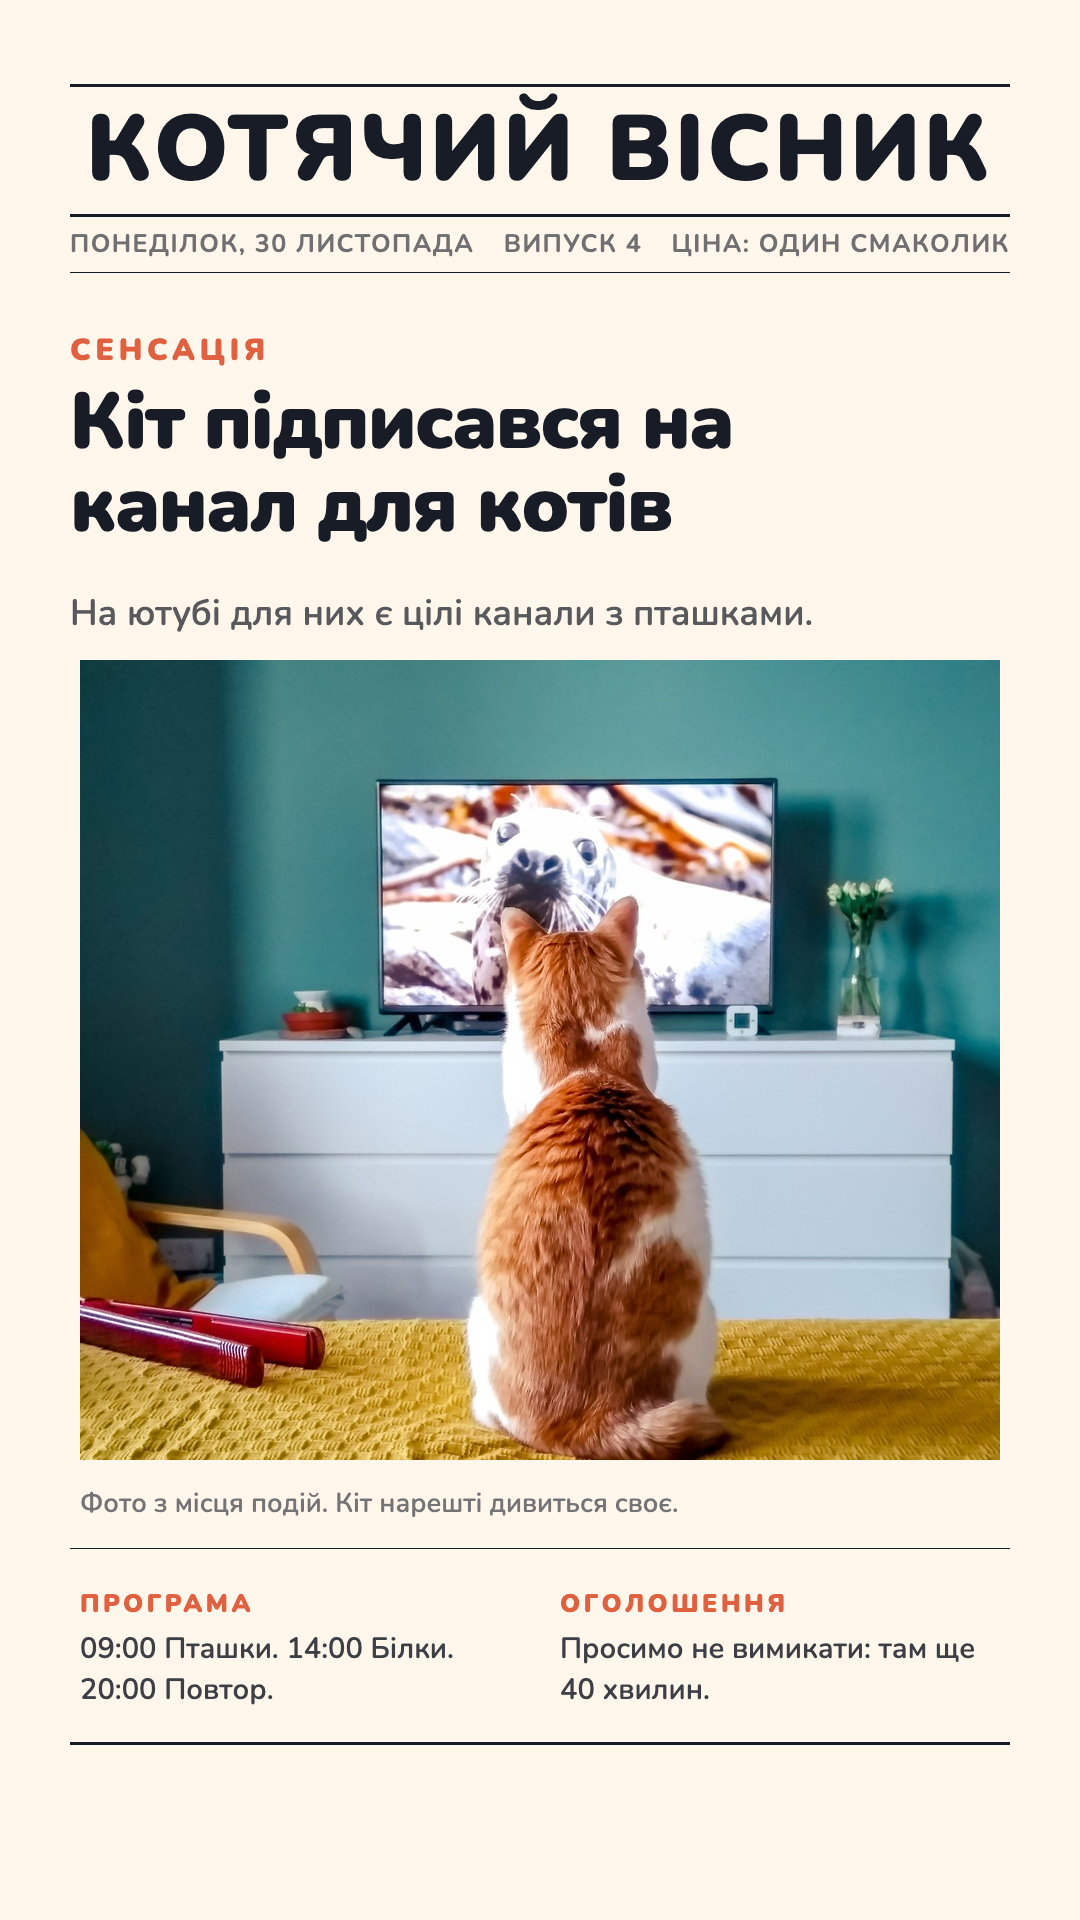 КОТЯЧИЙ ВІСНИК
ПОНЕДІЛОК, 30 ЛИСТОПАДА ВИПУСК 4 ЦІНА: ОДИН СМАКОЛИК
СЕНСАЦІЯ
Кіт підписався на
канал для котів
На ютубі для них є цілі канали з пташками.
Фото з місця подій. Кіт нарешті дивиться своє.
ПРОГРАМА
09:00 Пташки. 14:00 Білки.
20:00 Повтор.
ОГОЛОШЕННЯ
Просимо не вимикати: там ще
40 хвилин.